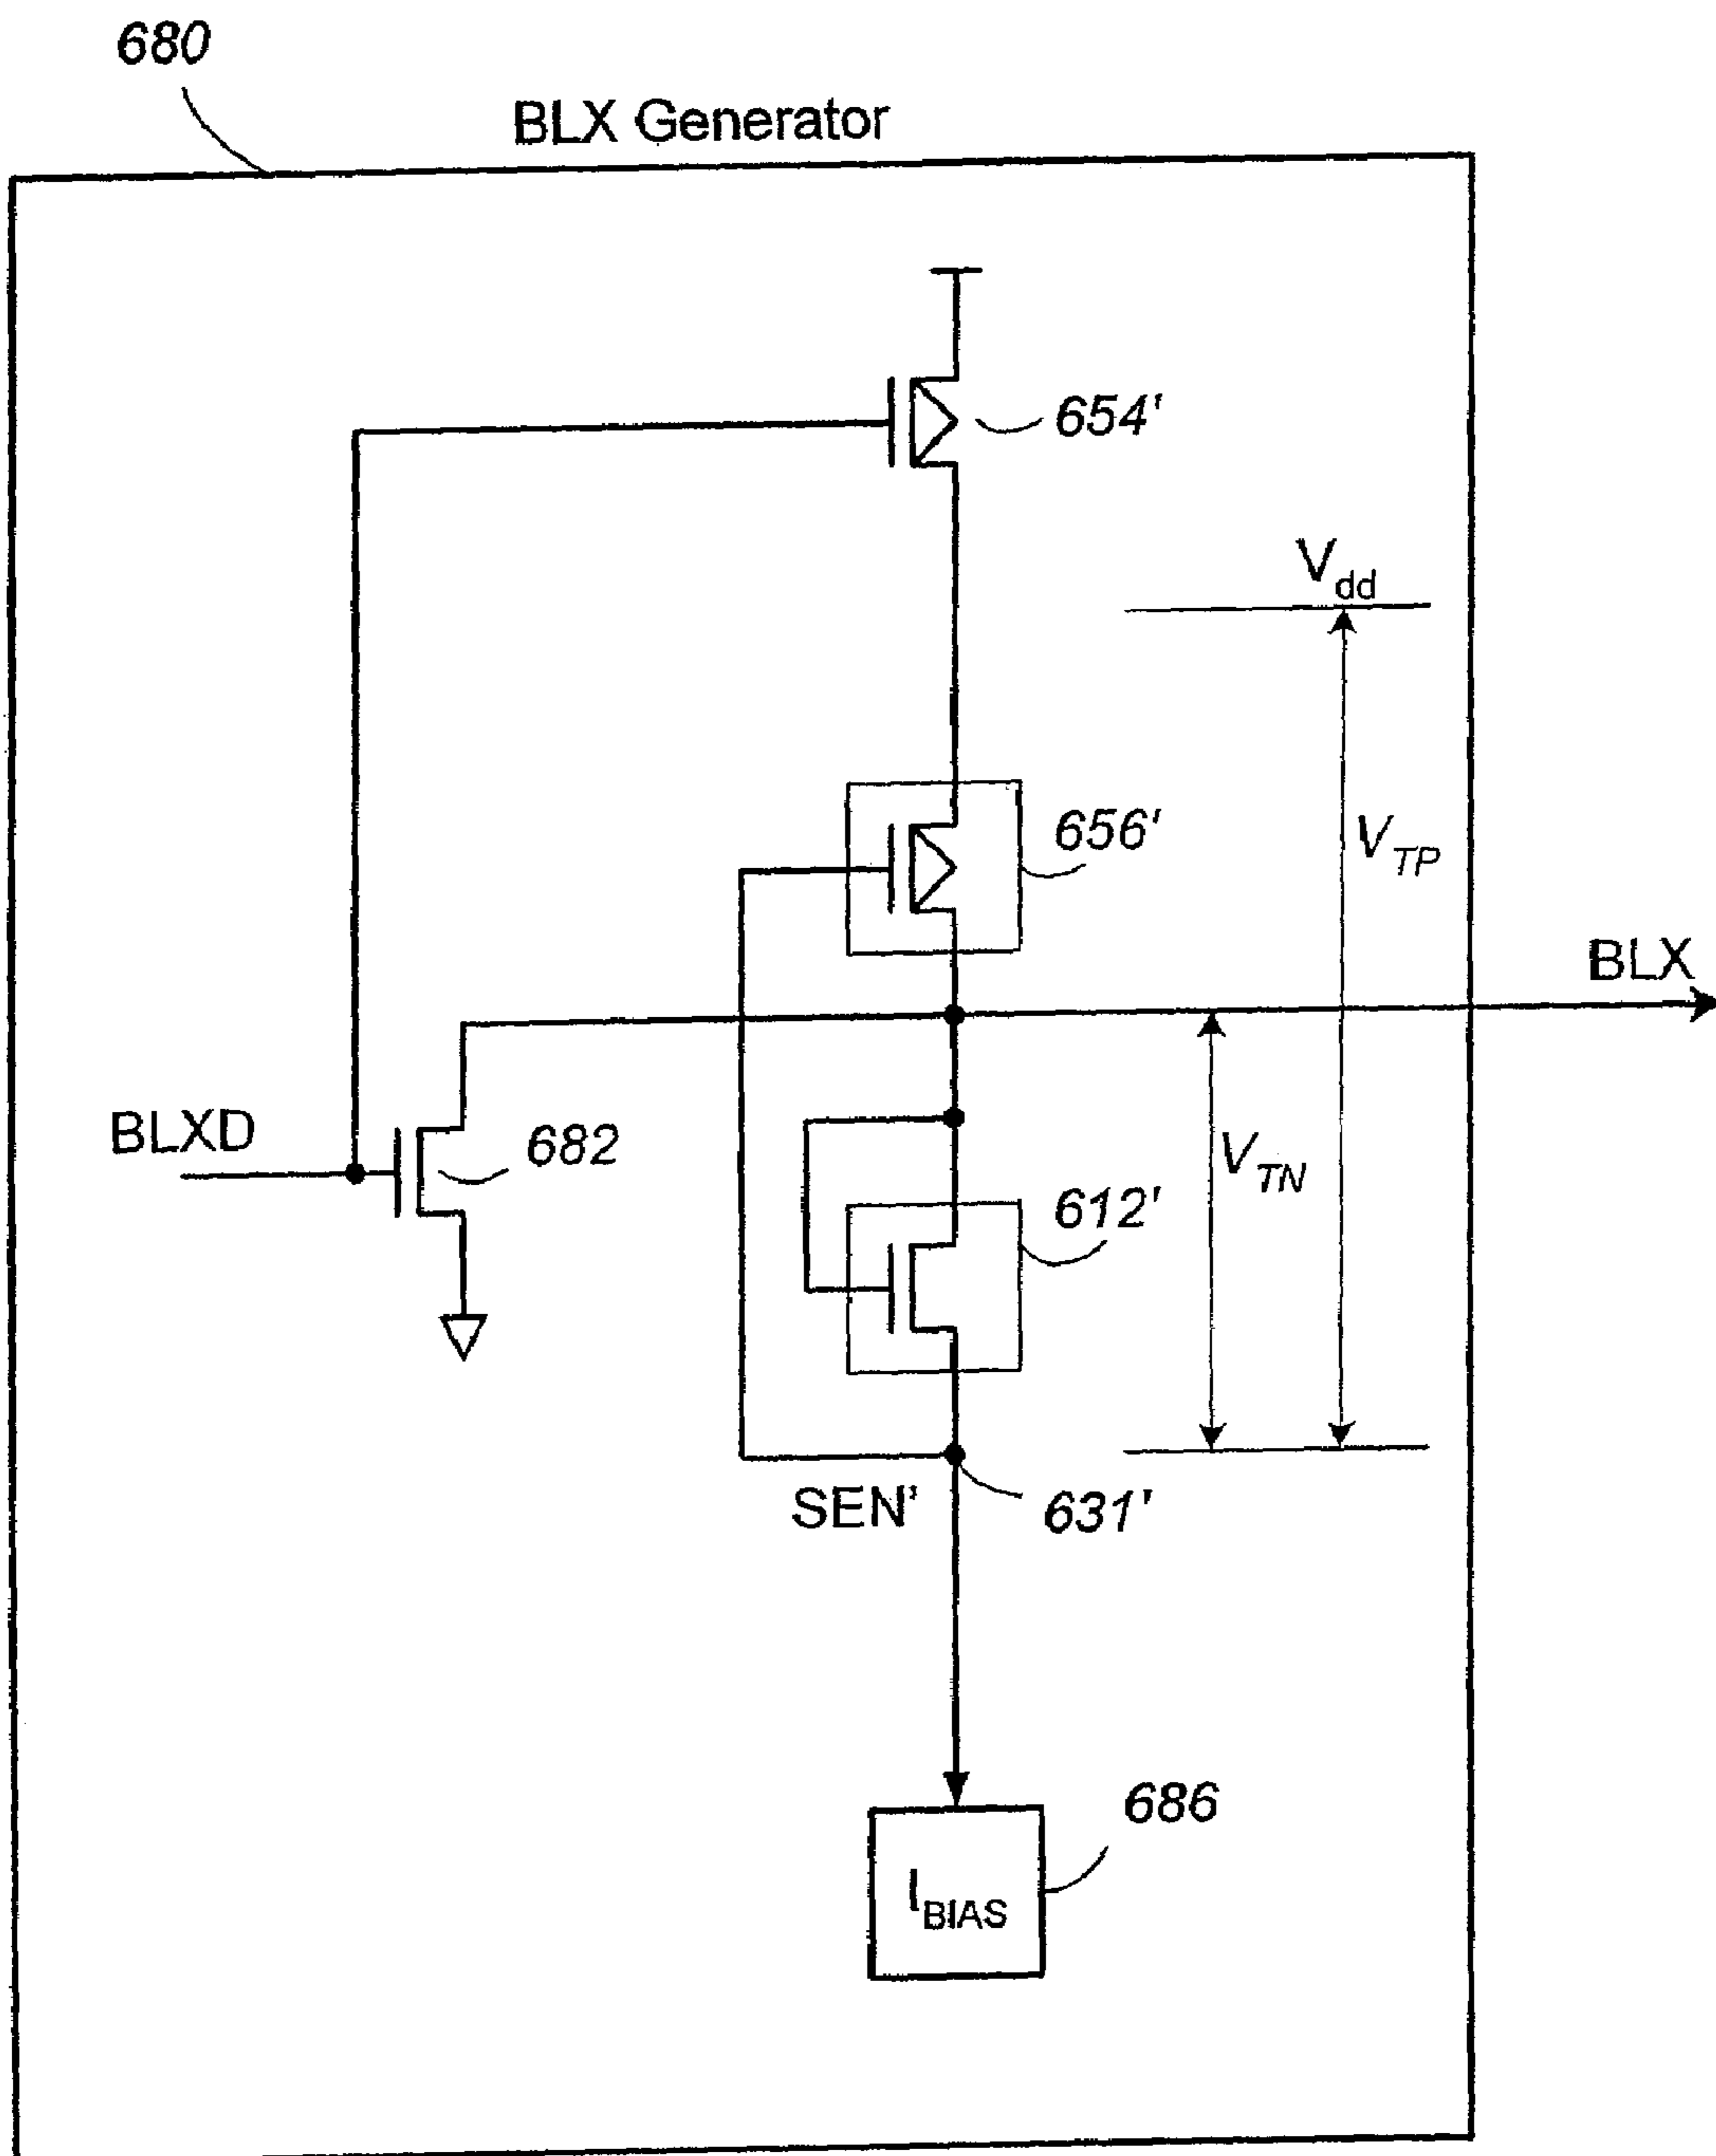 680
BLX Generator
654'
Vdd
656'
VTP
BLX
BLXD
682
VTN
612'
SEN'
631'
686
IBIAS